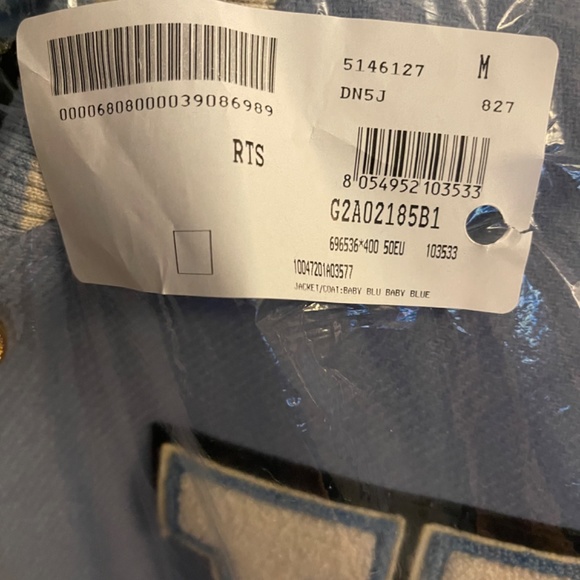 5146127 M
DN5J 827
00006808000039086989
RTS
8 054952 103533
G2A02185B1
696536*400 50EU 103533
10047201A03577
JACKET/COAT:BABY BLU BABY BLUE